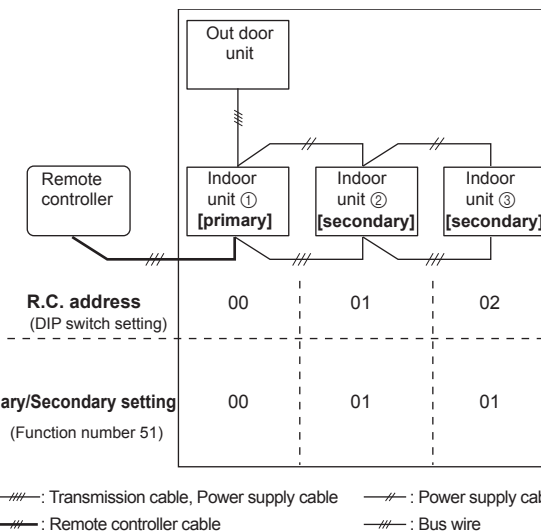 Out door
unit
Remote
controller
Indoor
unit ①
[primary]
Indoor
unit ②
[secondary]
Indoor
unit ③
[secondary]
R.C. address
(DIP switch setting)
00
01
02
ary/Secondary setting
(Function number 51)
00
01
01
: Transmission cable, Power supply cable
: Power supply cab
: Remote controller cable
: Bus wire